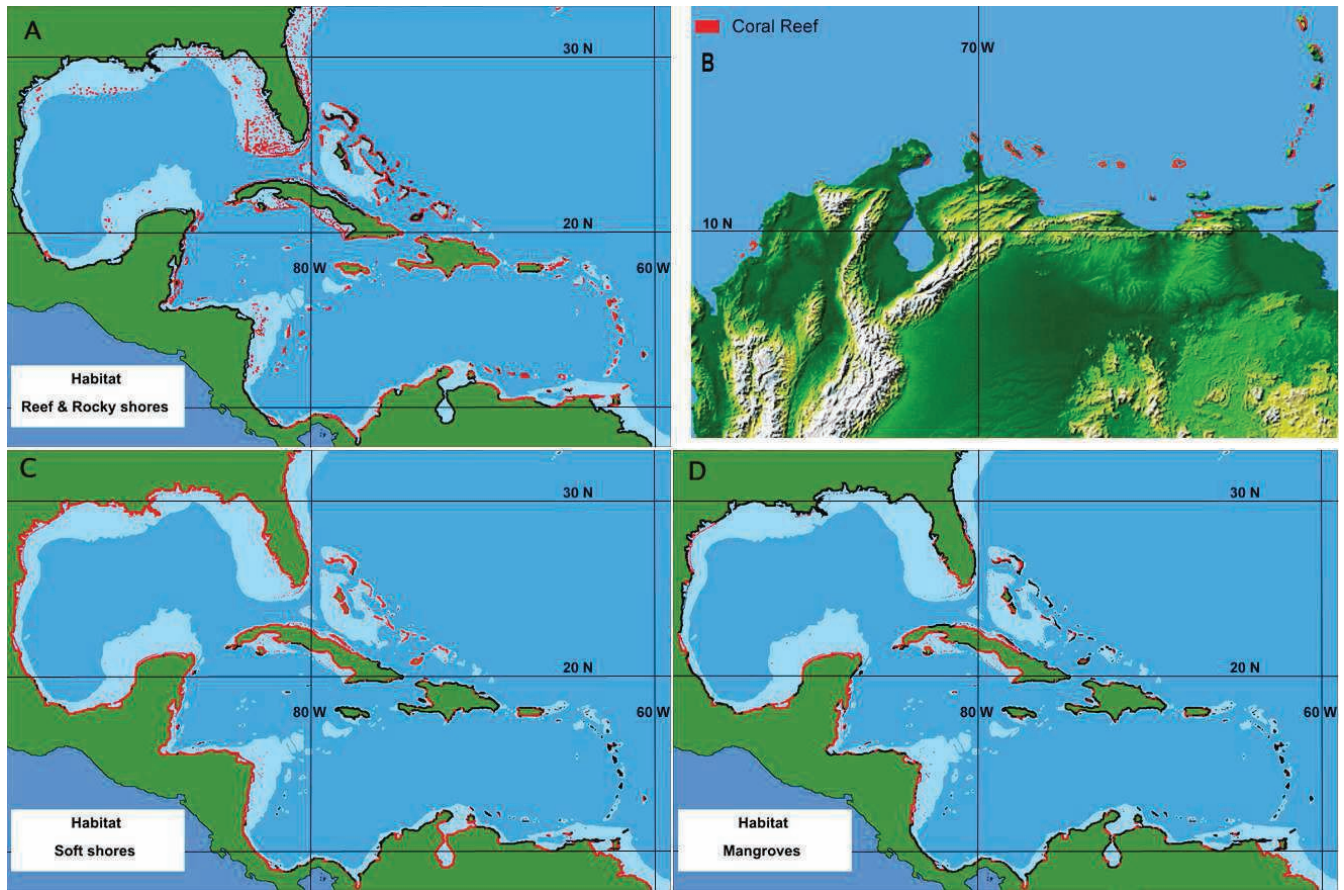 A
30 N
20 N
80 W
60 W
Habitat
Reef & Rocky shores
Coral Reef
70 W
B
10 N
C
30 N
20 N
80 W
60 W
Habitat
Soft shores
D
30 N
20 N
80 W
60 W
Habitat
Mangroves